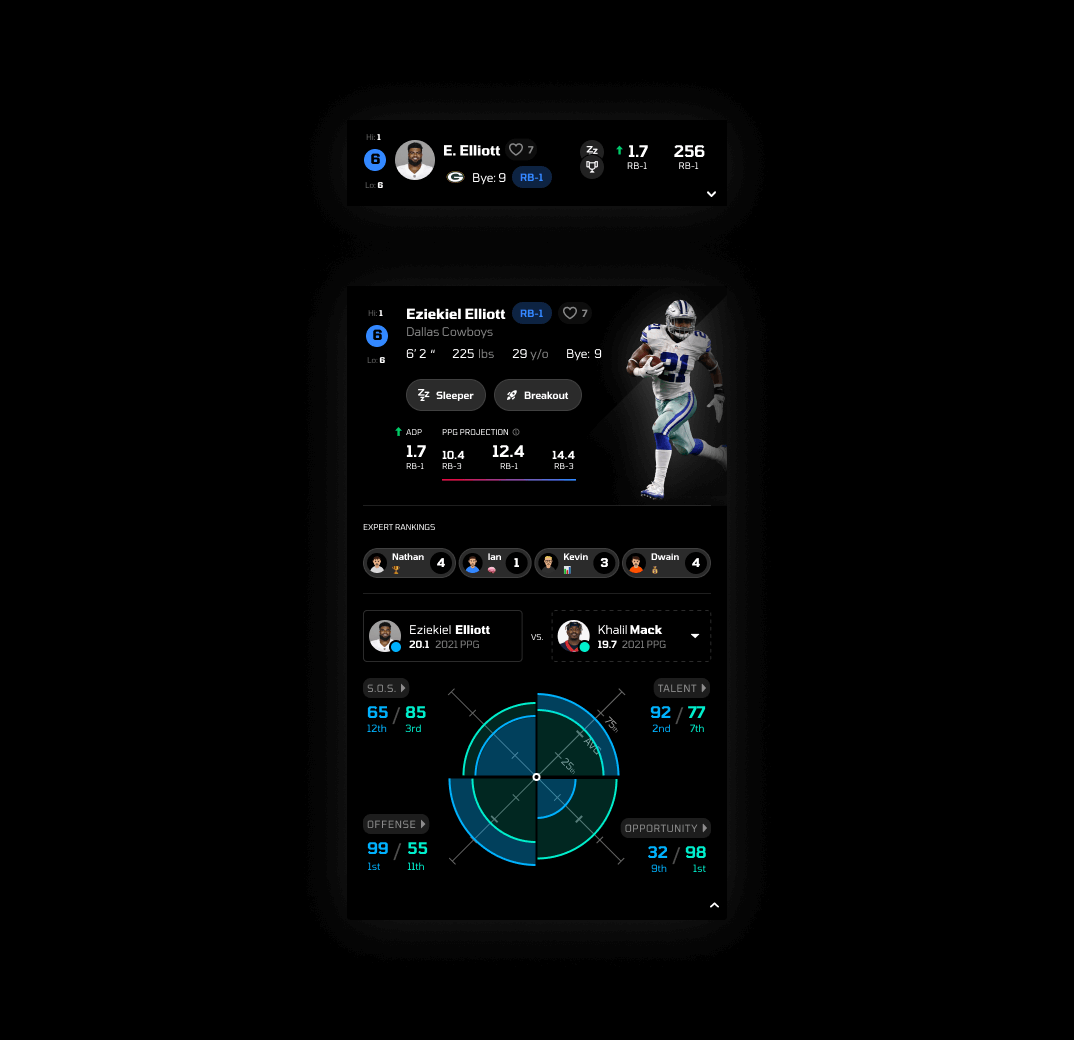 Hi: 1
6
Lo: 6
E. Elliott 7
G Bye: 9 RB-1
Zz
1.7 256
RB-1 RB-1
Hi: 1
6
Lo: 6
Eziekiel Elliott RB-1 7
Dallas Cowboys
6’ 2 “ 225 lbs 29 y/o Bye: 9
Zz Sleeper Breakout
ADP PPG PROJECTION
1.7 10.4 12.4 14.4
RB-1 RB-3 RB-1 RB-3
21
EXPERT RANKINGS
Nathan 4 Ian 1 Kevin 3 Dwain 4
Eziekiel Elliott
20.1 2021 PPG
VS.
Khalil Mack
19.7 2021 PPG
S.O.S.
65 / 85
12th 3rd
TALENT
92 / 77
2nd 7th
75th
AVG
25th
OFFENSE
99 / 55
1st 11th
OPPORTUNITY
32 / 98
9th 1st